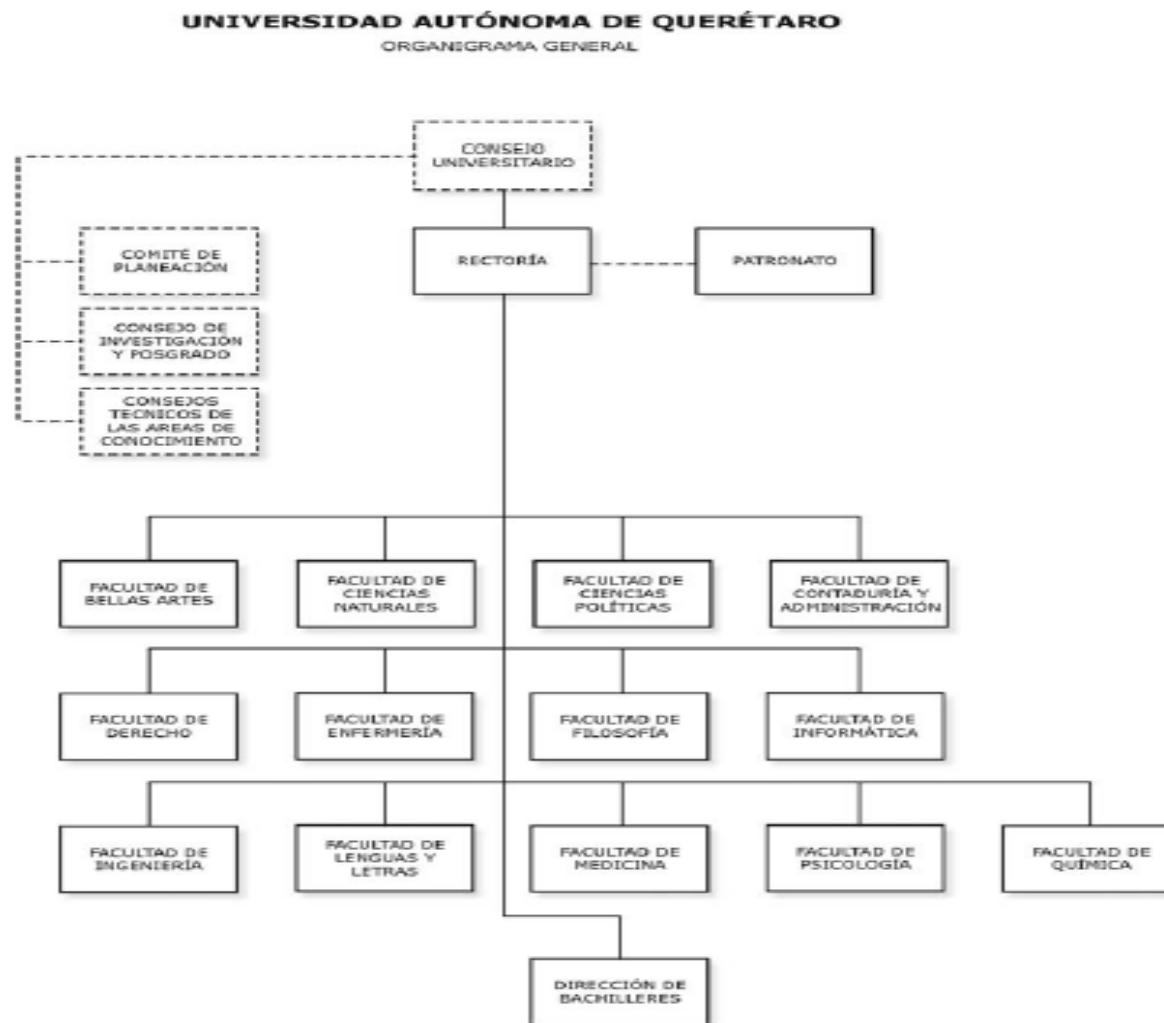 UNIVERSIDAD AUTÓNOMA DE QUERÉTARO
ORGANIGRAMA GENERAL
CONSEJO
UNIVERSITARIO
COMITÉ DE
PLANEACIÓN
RECTORÍA
PATRONATO
CONSEJO DE
INVESTIGACIÓN
Y POSGRADO
CONSEJOS
TECNICOS DE
LAS AREAS DE
CONOCIMIENTO
FACULTAD DE
BELLAS ARTES
FACULTAD DE
CIENCIAS
NATURALES
FACULTAD DE
CIENCIAS
POLÍTICAS
FACULTAD DE
CONTADURÍA Y
ADMINISTRACIÓN
FACULTAD DE
DERECHO
FACULTAD DE
ENFERMERÍA
FACULTAD DE
FILOSOFÍA
FACULTAD DE
INFORMÁTICA
FACULTAD DE
INGENIERÍA
FACULTAD DE
LENGUAS Y
LETRAS
FACULTAD DE
MEDICINA
FACULTAD DE
PSICOLOGÍA
FACULTAD DE
QUÍMICA
DIRECCIÓN DE
BACHILLERES